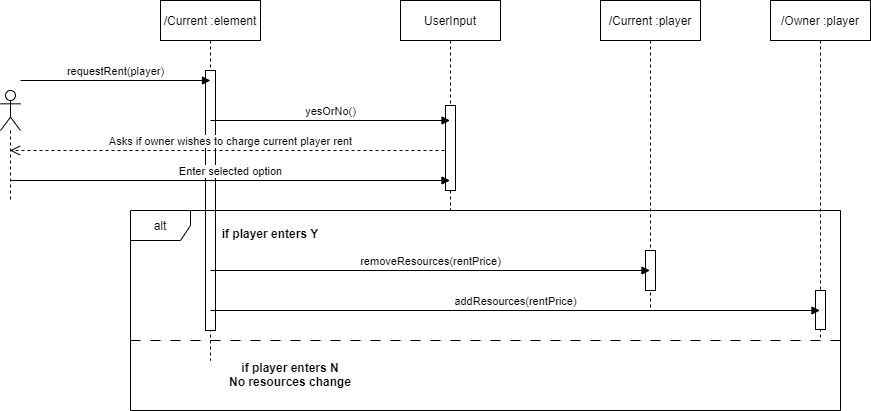 /Current :element
UserInput
/Current :player
/Owner :player
requestRent(player)
yesOrNo()
Asks if owner wishes to charge current player rent
Enter selected option
alt
if player enters Y
removeResources(rentPrice)
addResources(rentPrice)
if player enters N
No resources change